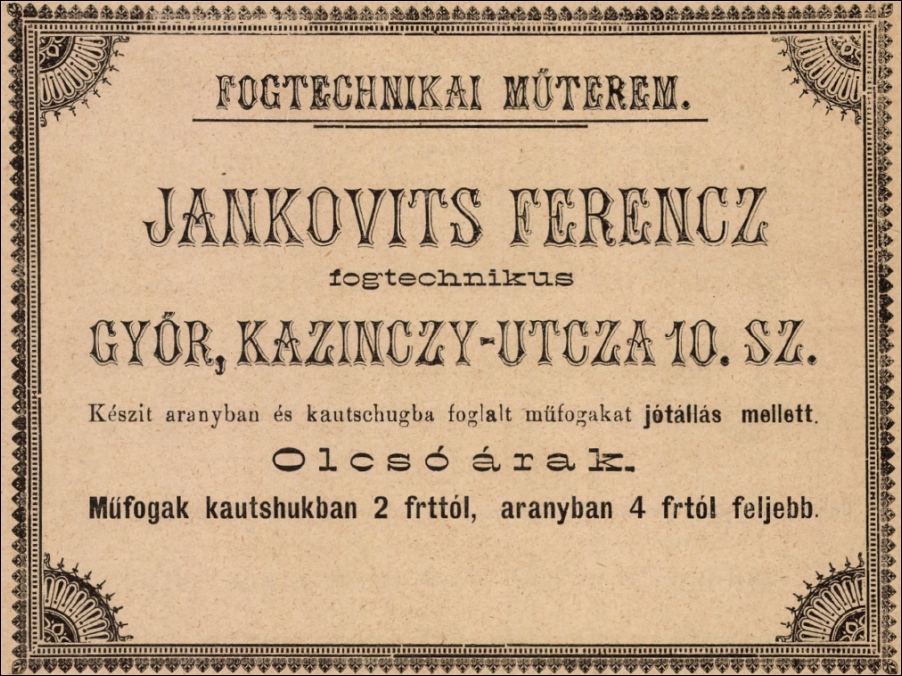 FOGTECHNIKAI MŰTEREM.
JANKOVITS FERENCZ
fogtechnikus
GYŐR, KAZINCZY-UTCZA 10. SZ.
Készit aranyban és kautschugba foglalt műfogakat jótállás mellett.
Olcsó árak.
Műfogak kautshukban 2 frttól, aranyban 4 frtól feljebb.